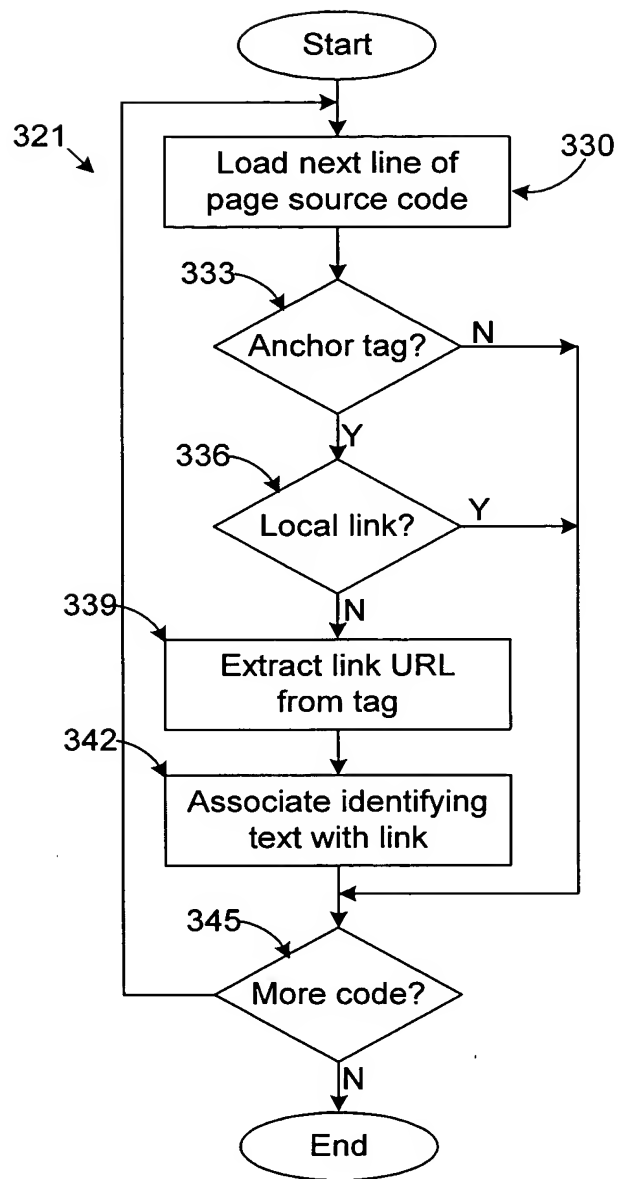 Start
321
Load next line of
page source code
330
333
Anchor tag?
N
Y
336
Local link?
Y
N
339
Extract link URL
from tag
342
Associate identifying
text with link
345
More code?
N
End